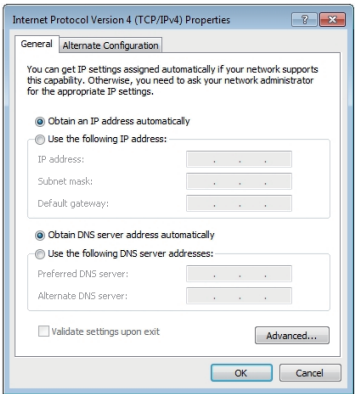 Internet Protocol Version 4 (TCP/IPv4) Properties
General
Alternate Configuration
You can get IP settings assigned automatically if your network supports
this capability. Otherwise, you need to ask your network administrator
for the appropriate IP settings.
Obtain an IP address automatically
Use the following IP address:
IP address:
Subnet mask:
Default gateway:
Obtain DNS server address automatically
Use the following DNS server addresses:
Preferred DNS server:
Alternate DNS server:
Validate settings upon exit
Advanced...
OK
Cancel